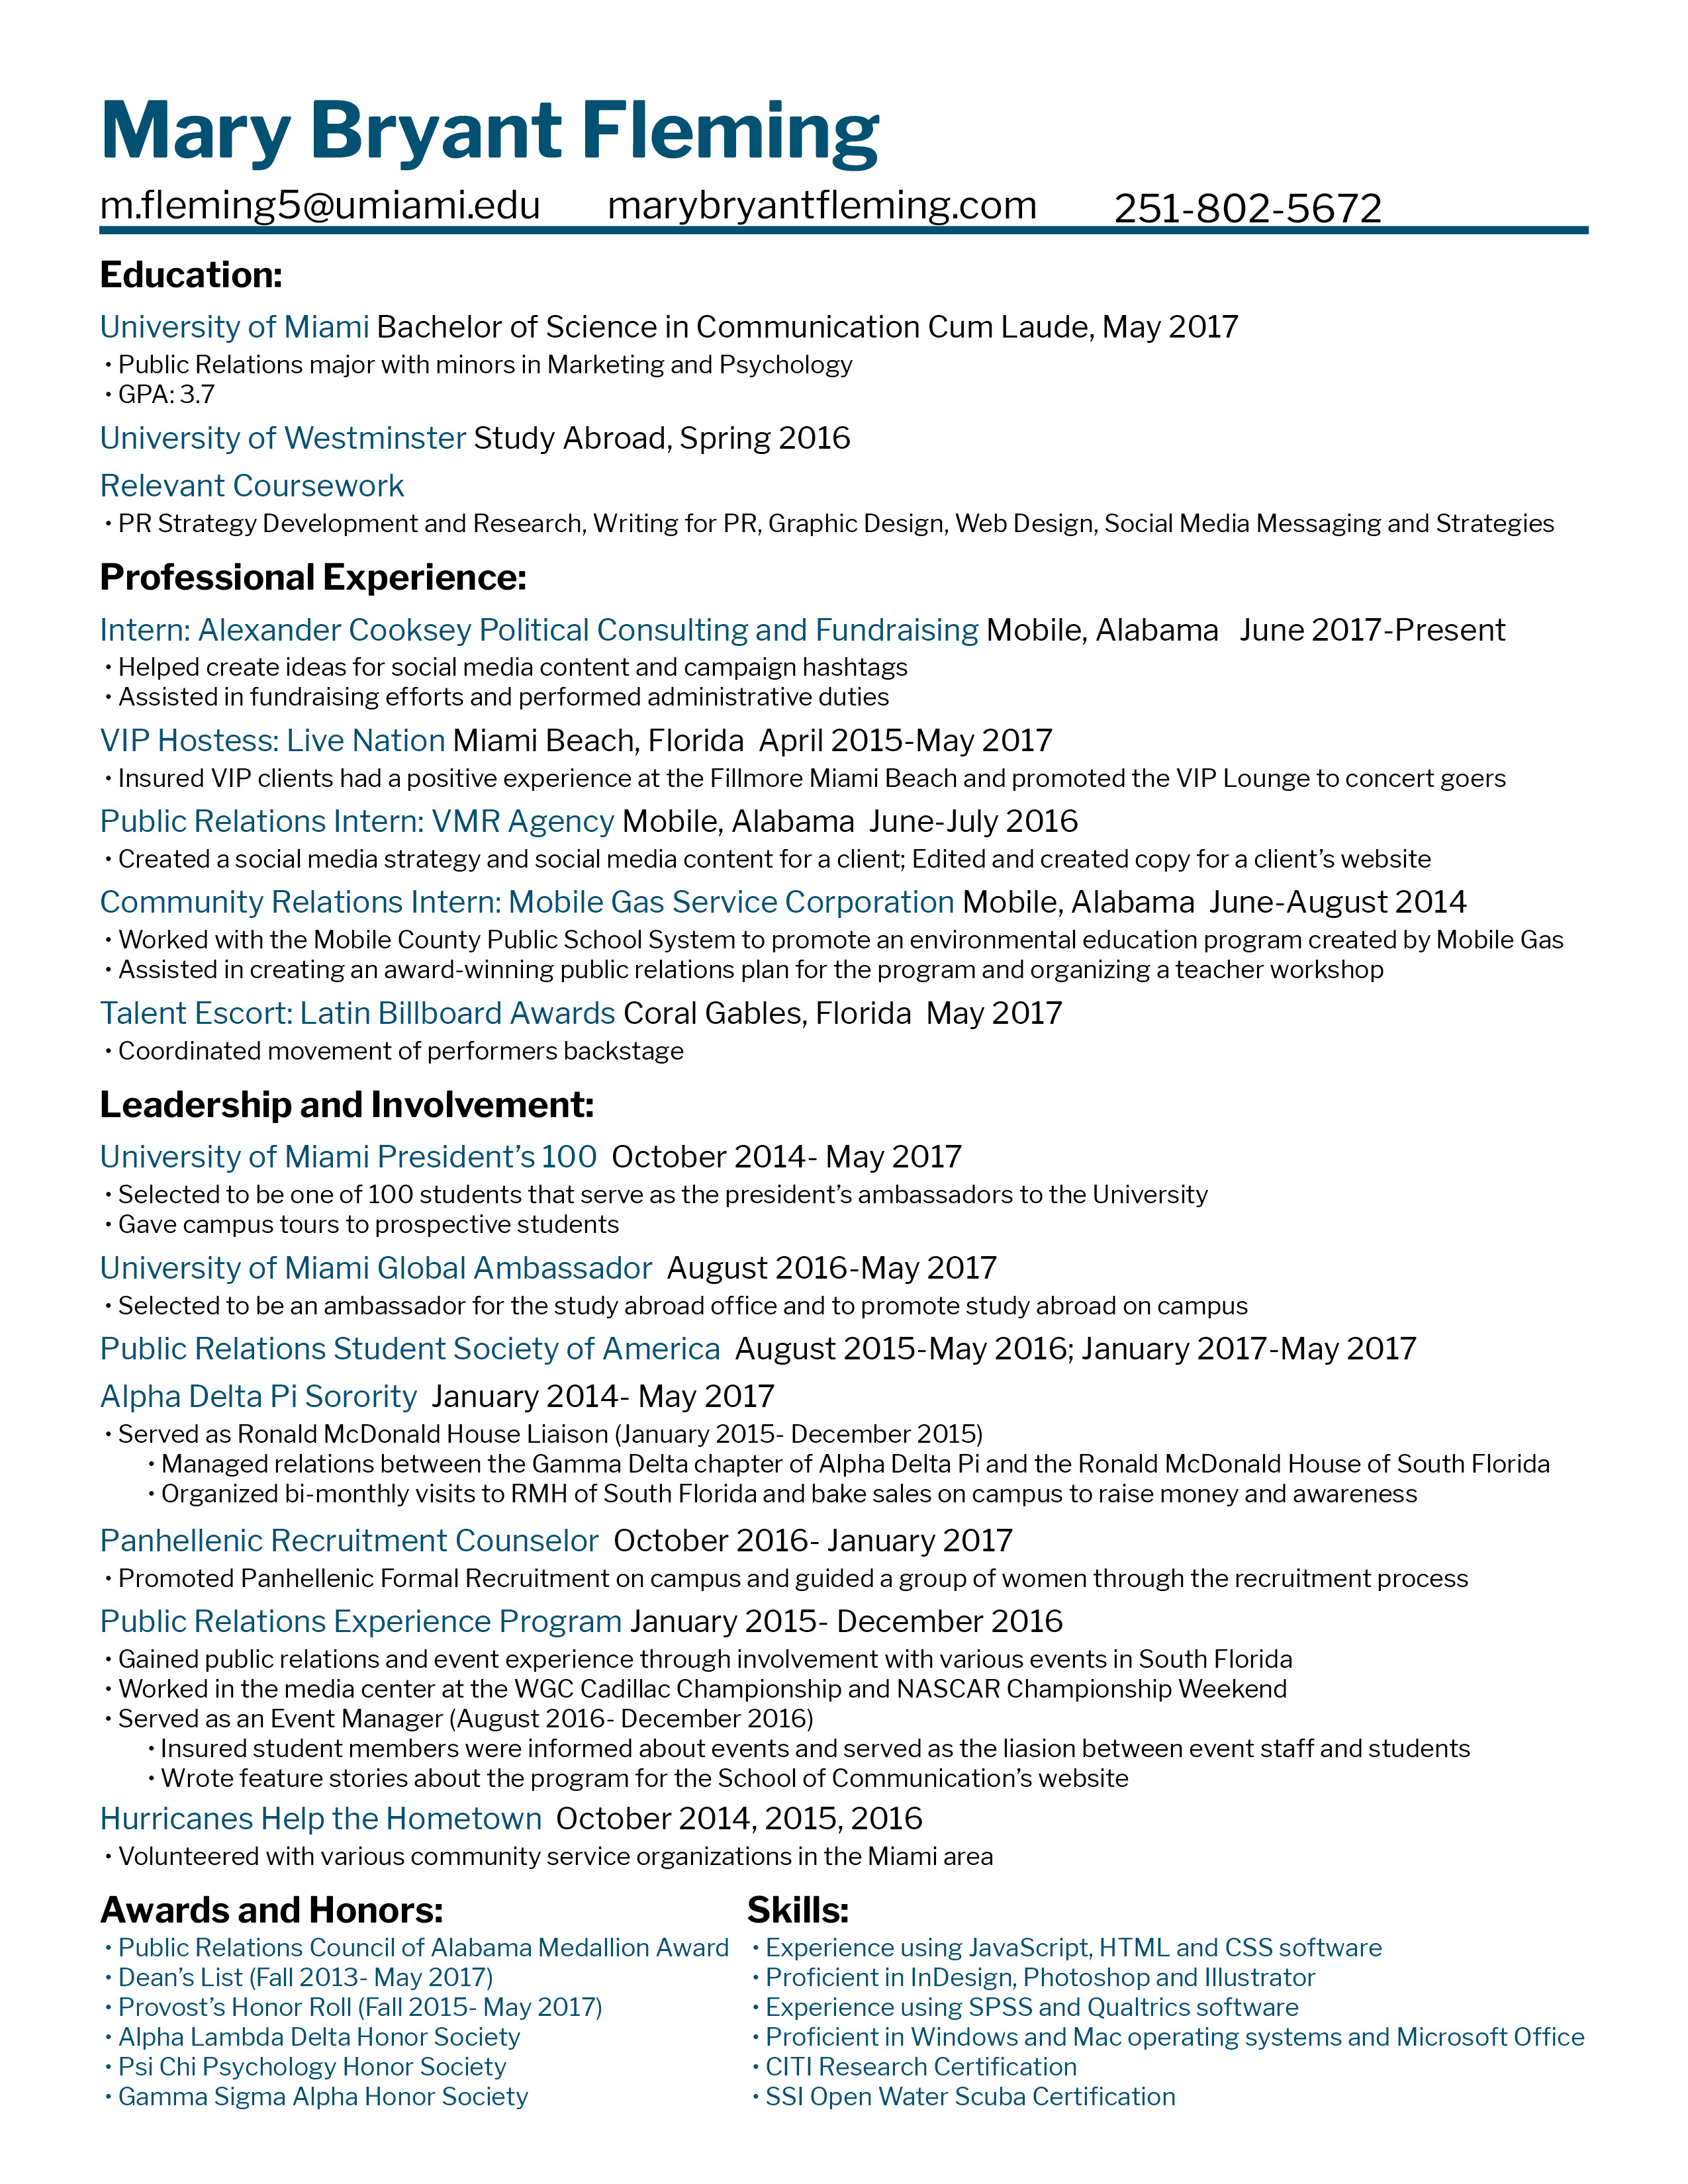 Mary Bryant Fleming
m.fleming5@umiami.edu marybryantfleming.com 251-802-5672
Education:
University of Miami Bachelor of Science in Communication Cum Laude, May 2017
• Public Relations major with minors in Marketing and Psychology
• GPA: 3.7
University of Westminster Study Abroad, Spring 2016
Relevant Coursework
• PR Strategy Development and Research, Writing for PR, Graphic Design, Web Design, Social Media Messaging and Strategies
Professional Experience:
Intern: Alexander Cooksey Political Consulting and Fundraising Mobile, Alabama June 2017-Present
• Helped create ideas for social media content and campaign hashtags
• Assisted in fundraising efforts and performed administrative duties
VIP Hostess: Live Nation Miami Beach, Florida April 2015-May 2017
• Insured VIP clients had a positive experience at the Fillmore Miami Beach and promoted the VIP Lounge to concert goers
Public Relations Intern: VMR Agency Mobile, Alabama June-July 2016
• Created a social media strategy and social media content for a client; Edited and created copy for a client’s website
Community Relations Intern: Mobile Gas Service Corporation Mobile, Alabama June-August 2014
• Worked with the Mobile County Public School System to promote an environmental education program created by Mobile Gas
• Assisted in creating an award-winning public relations plan for the program and organizing a teacher workshop
Talent Escort: Latin Billboard Awards Coral Gables, Florida May 2017
• Coordinated movement of performers backstage
Leadership and Involvement:
University of Miami President’s 100 October 2014- May 2017
• Selected to be one of 100 students that serve as the president’s ambassadors to the University
• Gave campus tours to prospective students
University of Miami Global Ambassador August 2016-May 2017
• Selected to be an ambassador for the study abroad office and to promote study abroad on campus
Public Relations Student Society of America August 2015-May 2016; January 2017-May 2017
Alpha Delta Pi Sorority January 2014- May 2017
• Served as Ronald McDonald House Liaison (January 2015- December 2015)
• Managed relations between the Gamma Delta chapter of Alpha Delta Pi and the Ronald McDonald House of South Florida
• Organized bi-monthly visits to RMH of South Florida and bake sales on campus to raise money and awareness
Panhellenic Recruitment Counselor October 2016- January 2017
• Promoted Panhellenic Formal Recruitment on campus and guided a group of women through the recruitment process
Public Relations Experience Program January 2015- December 2016
• Gained public relations and event experience through involvement with various events in South Florida
• Worked in the media center at the WGC Cadillac Championship and NASCAR Championship Weekend
• Served as an Event Manager (August 2016- December 2016)
• Insured student members were informed about events and served as the liasion between event staff and students
• Wrote feature stories about the program for the School of Communication’s website
Hurricanes Help the Hometown October 2014, 2015, 2016
• Volunteered with various community service organizations in the Miami area
Awards and Honors:
• Public Relations Council of Alabama Medallion Award
• Dean’s List (Fall 2013- May 2017)
• Provost’s Honor Roll (Fall 2015- May 2017)
• Alpha Lambda Delta Honor Society
• Psi Chi Psychology Honor Society
• Gamma Sigma Alpha Honor Society
Skills:
• Experience using JavaScript, HTML and CSS software
• Proficient in InDesign, Photoshop and Illustrator
• Experience using SPSS and Qualtrics software
• Proficient in Windows and Mac operating systems and Microsoft Office
• CITI Research Certification
• SSI Open Water Scuba Certification